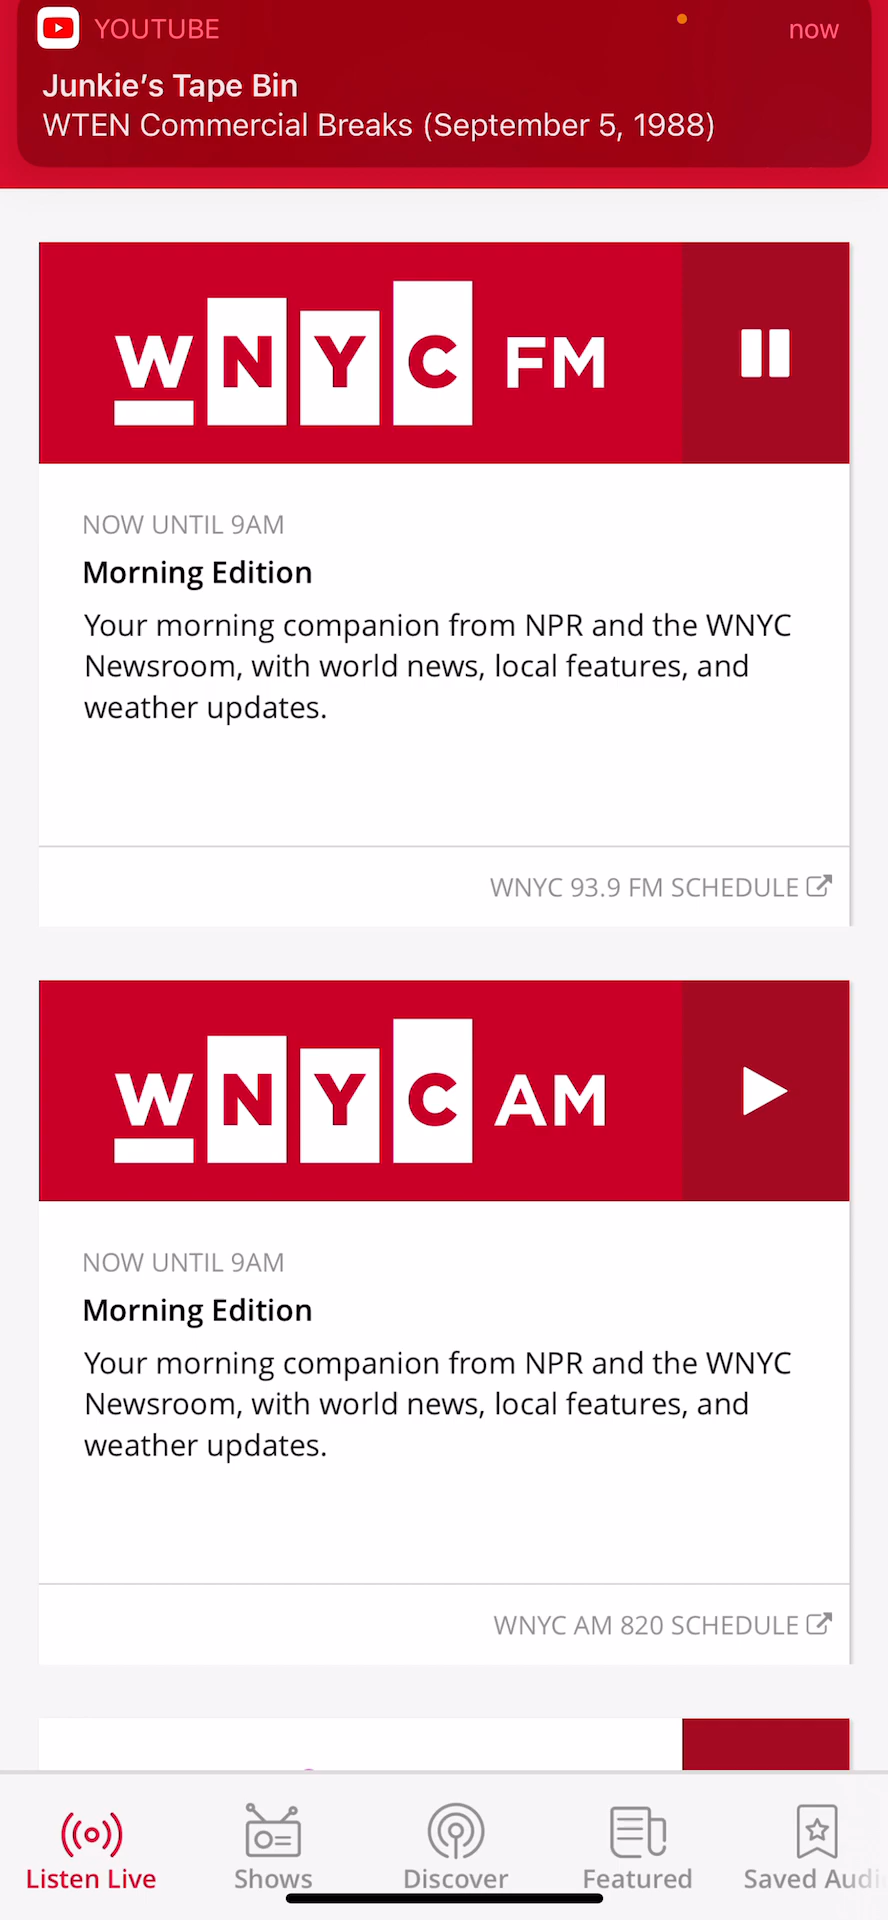 YOUTUBE
now
Junkie's Tape Bin
WTEN Commercial Breaks (September 5, 1988)
WNYC FM
NOW UNTIL 9AM
Morning Edition
Your morning companion from NPR and the WNYC
Newsroom, with world news, local features, and
weather updates.
WNYC 93.9 FM SCHEDULE
WNYC AM
NOW UNTIL 9AM
Morning Edition
Your morning companion from NPR and the WNYC
Newsroom, with world news, local features, and
weather updates.
WNYC AM 820 SCHEDULE
Listen Live
Shows
Discover
Featured
Saved Audi